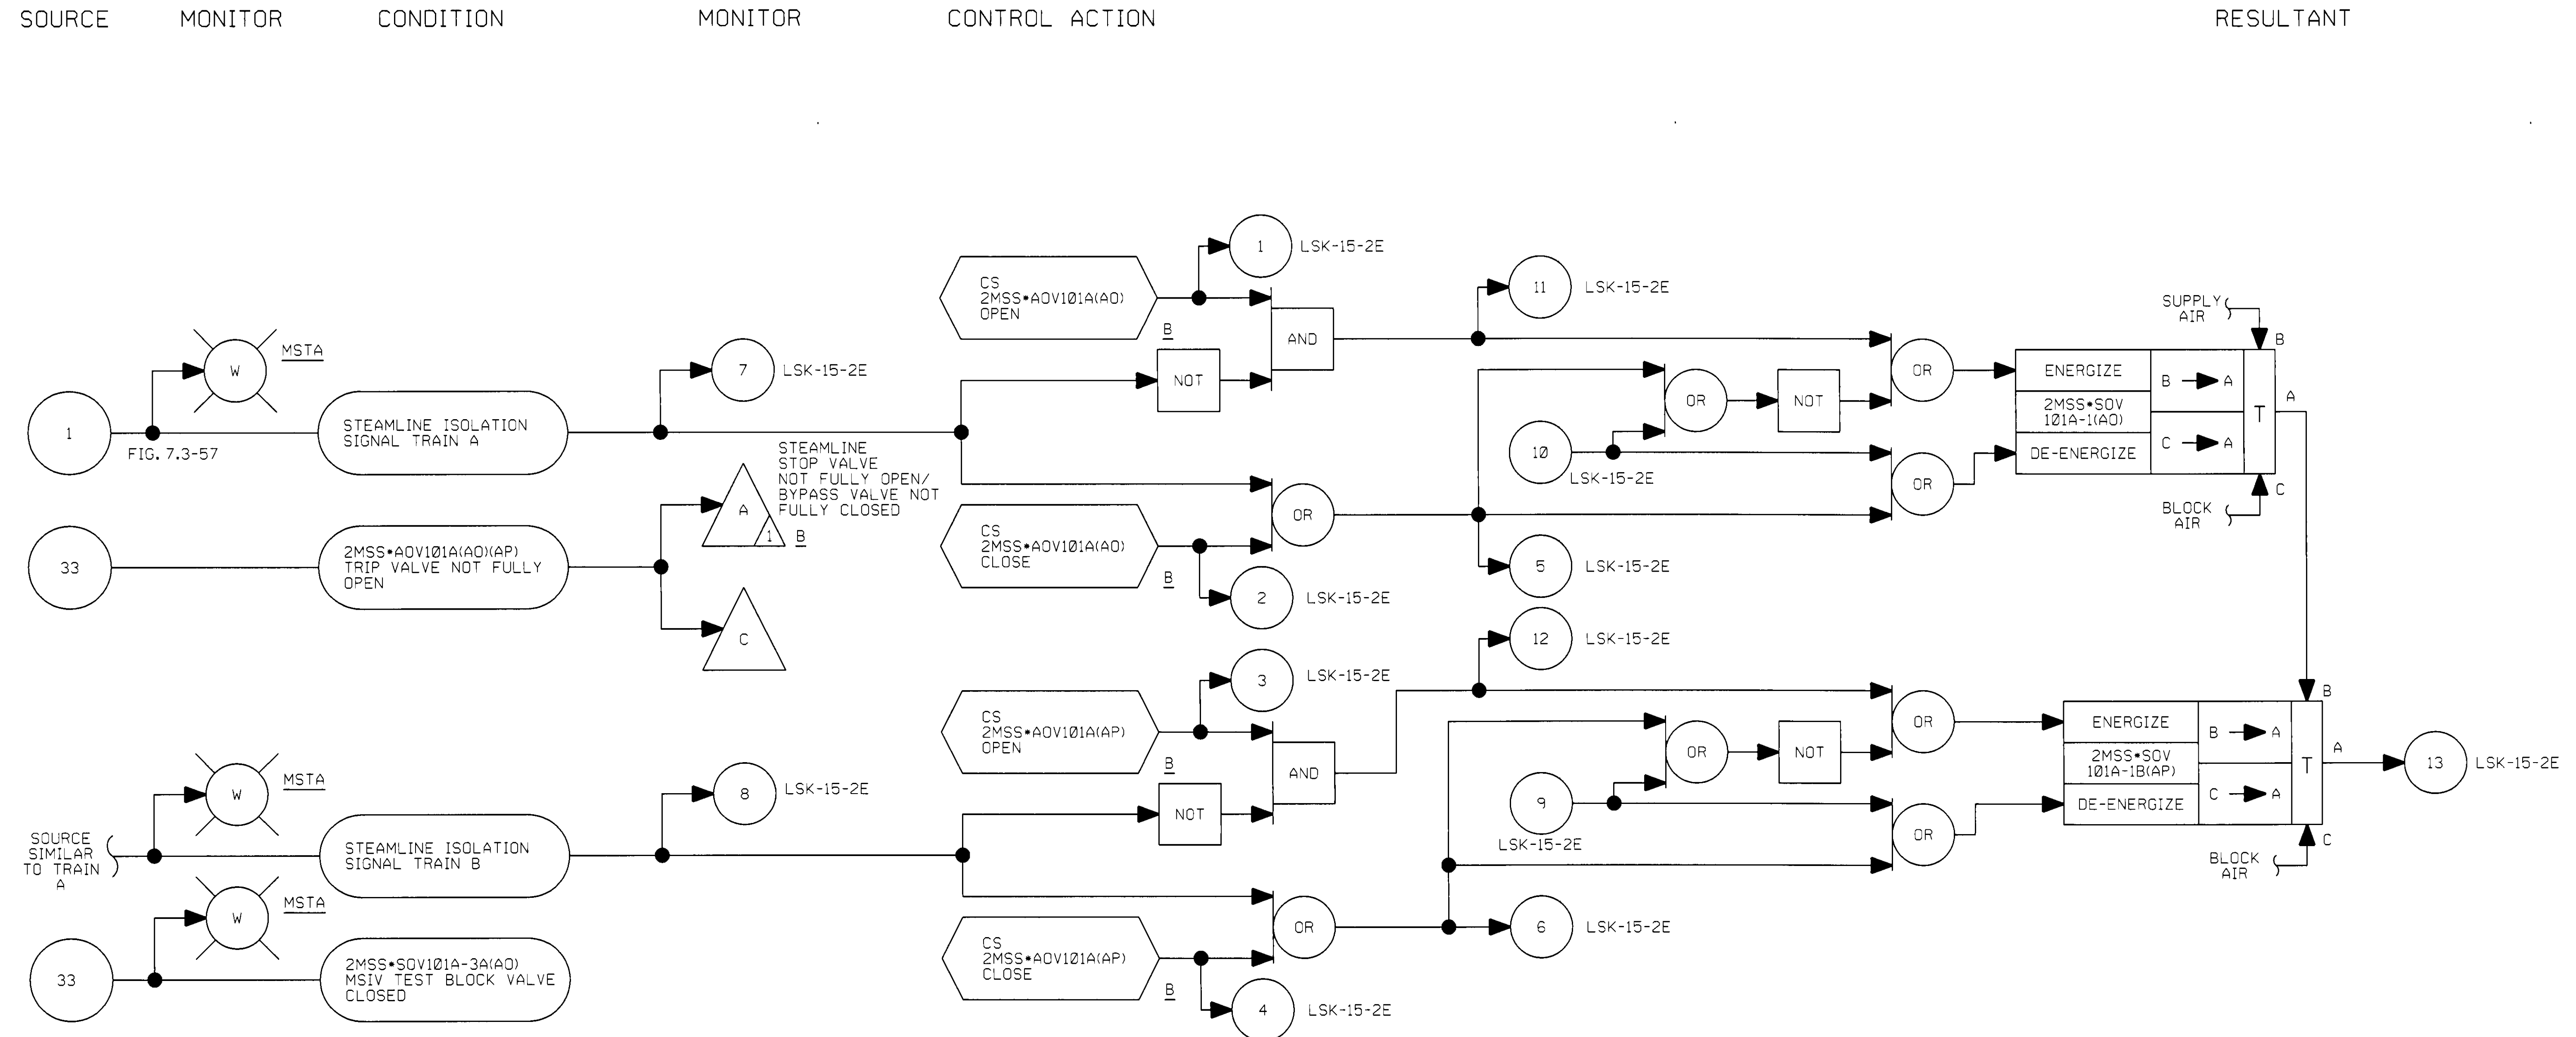 SOURCE
MONITOR
CONDITION
MONITOR
CONTROL ACTION
RESULTANT
1
FIG. 7.3-57
W
MSTA
STEAMLINE ISOLATION
SIGNAL TRAIN A
7
LSK-15-2E
33
2MSS*AOV101A(AO)(AP)
TRIP VALVE NOT FULLY
OPEN
A
1
B
STEAMLINE
STOP VALVE
NOT FULLY OPEN/
BYPASS VALVE NOT
FULLY CLOSED
C
CS
2MSS*AOV101A(AO)
OPEN
B
1
LSK-15-2E
NOT
AND
CS
2MSS*AOV101A(AO)
CLOSE
B
2
LSK-15-2E
OR
11
LSK-15-2E
OR
NOT
10
LSK-15-2E
5
LSK-15-2E
OR
OR
SUPPLY
AIR
B
ENERGIZE
2MSS*SOV
101A-1(AO)
DE-ENERGIZE
B
A
C
A
T
A
BLOCK
AIR
C
SOURCE
SIMILAR
TO TRAIN
A
W
MSTA
STEAMLINE ISOLATION
SIGNAL TRAIN B
8
LSK-15-2E
33
W
MSTA
2MSS*SOV101A-3A(AO)
MSIV TEST BLOCK VALVE
CLOSED
CS
2MSS*AOV101A(AP)
OPEN
B
3
LSK-15-2E
NOT
AND
CS
2MSS*AOV101A(AP)
CLOSE
B
4
LSK-15-2E
OR
12
LSK-15-2E
OR
NOT
9
LSK-15-2E
6
LSK-15-2E
OR
OR
B
ENERGIZE
2MSS*SOV
101A-1B(AP)
DE-ENERGIZE
B
A
C
A
T
A
BLOCK
AIR
C
13
LSK-15-2E